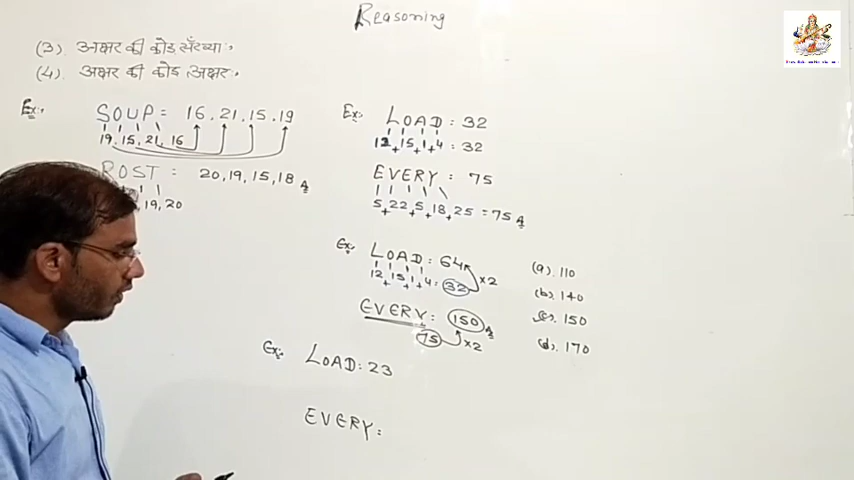 Reasoning
(3). अक्षर की कोड सँख्या:
(4). अक्षर की कोड अक्षर:
Ex:
SOUP = 16.21.15.19
19.15.21.16
ROST = 20,19,15,18 A
19,20
Ex:
LOAD : 32
12+15+1+4 : 32
EVERY : 75
5+22+5+18+25 = 75 A
Ex:
LOAD : 64
12+15+1+4 : 32 ×2
EVERY : 150 A
75 ×2
(a). 110
(b). 140
(c). 150
(d). 170
Ex:
LOAD : 23
EVERY :